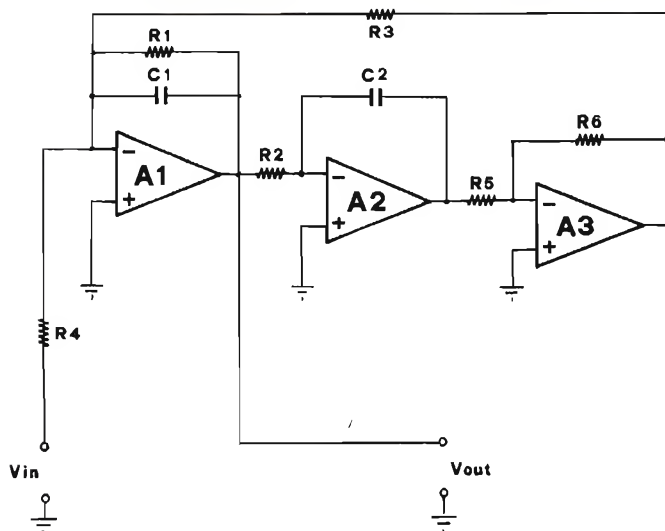 R3
R1
C1
C2
R2
R6
R5
- A1 +
- A2 +
- A3 +
R4
Vin
Vout